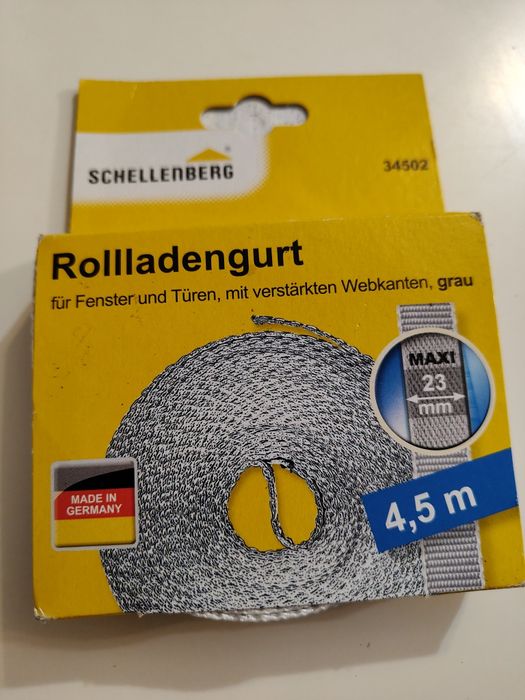 SCHELLENBERG
®
34502
Rollladengurt
für Fenster und Türen, mit verstärkten Webkanten, grau
MAXI
23
mm
MADE IN
GERMANY
4,5 m